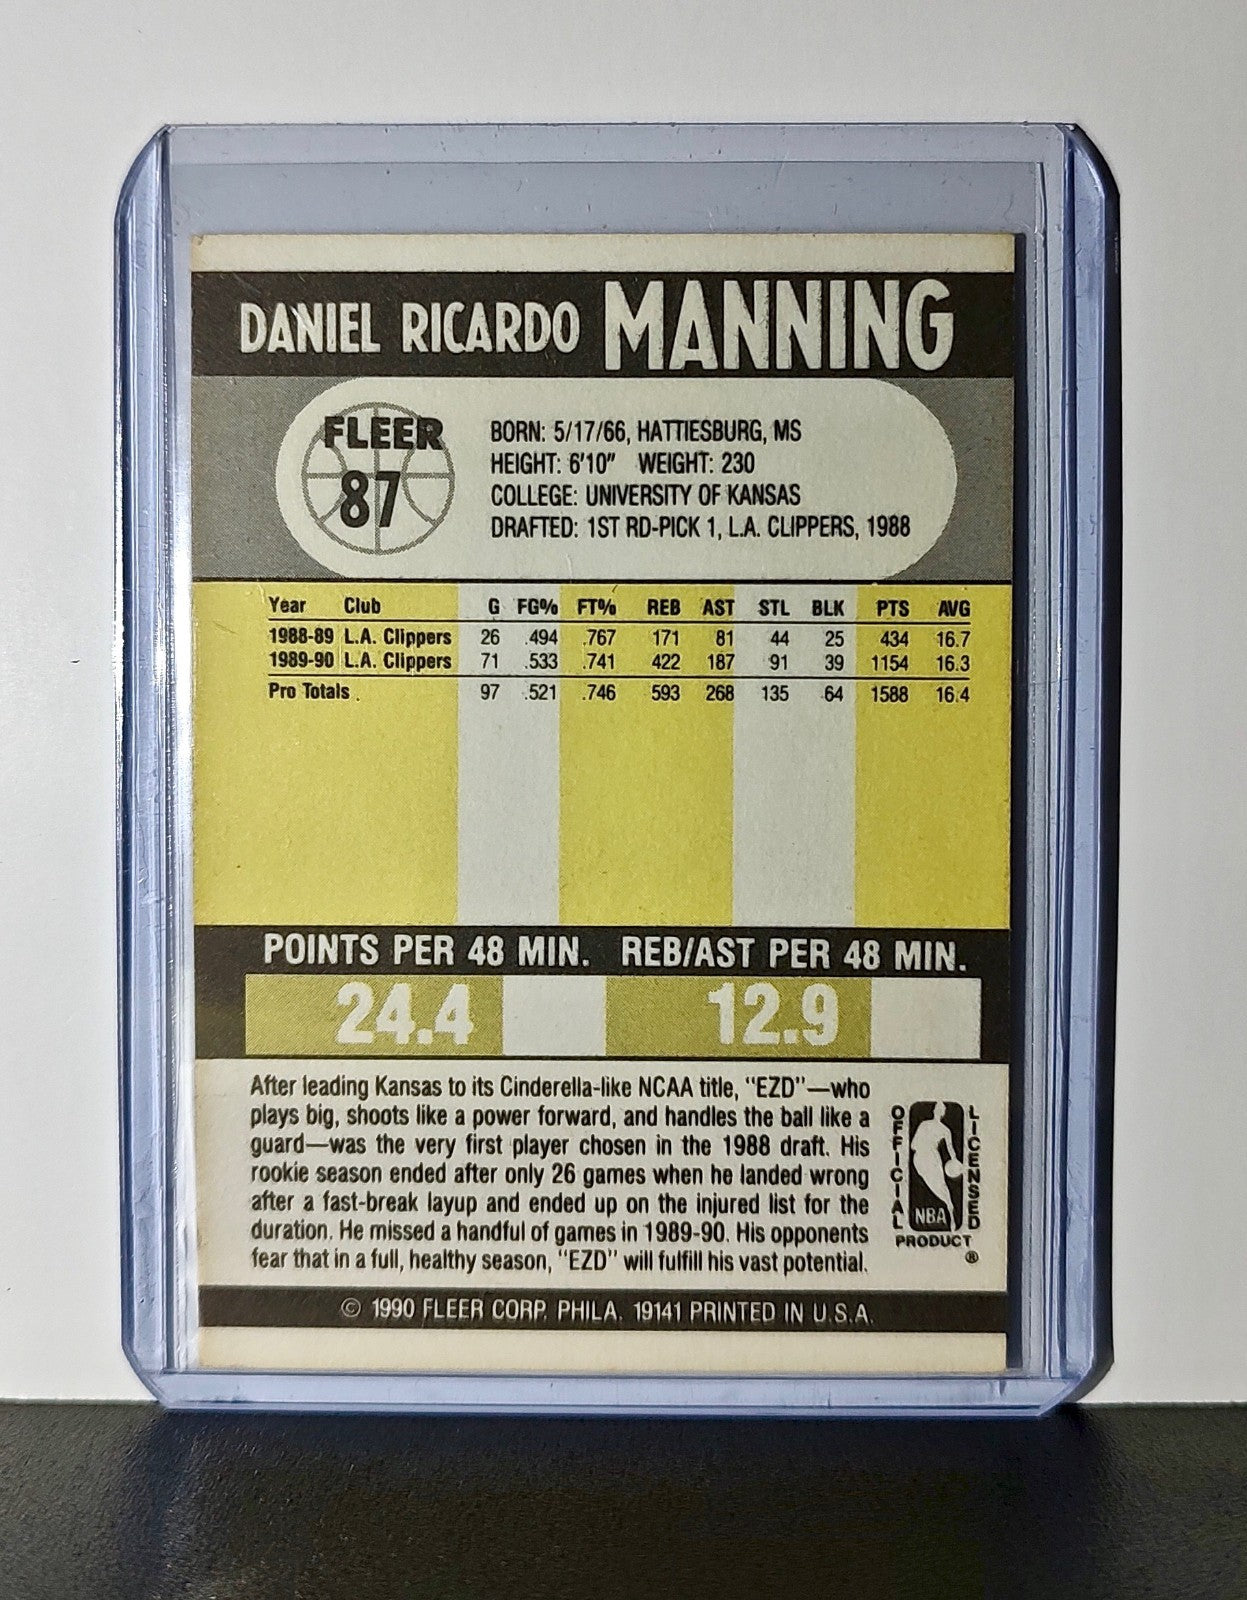 DANIEL RICARDO MANNING
FLEER
87
BORN: 5/17/66, HATTIESBURG, MS
HEIGHT: 6'10" WEIGHT: 230
COLLEGE: UNIVERSITY OF KANSAS
DRAFTED: 1ST RD-PICK 1, L.A. CLIPPERS, 1988
Year Club G FG% FT% REB AST STL BLK PTS AVG
1988-89 L.A. Clippers 26 .494 .767 171 81 44 25 434 16.7
1989-90 L.A. Clippers 71 .533 .741 422 187 91 39 1154 16.3
Pro Totals 97 .521 .746 593 268 135 64 1588 16.4
POINTS PER 48 MIN. REB/AST PER 48 MIN.
24.4 12.9
After leading Kansas to its Cinderella-like NCAA title, "EZD"—who
plays big, shoots like a power forward, and handles the ball like a
guard—was the very first player chosen in the 1988 draft. His
rookie season ended after only 26 games when he landed wrong
after a fast-break layup and ended up on the injured list for the
duration. He missed a handful of games in 1989-90. His opponents
fear that in a full, healthy season, "EZD" will fulfill his vast potential.
OFFICIAL
LICENSED
NBA
PRODUCT
®
© 1990 FLEER CORP. PHILA. 19141 PRINTED IN U.S.A.